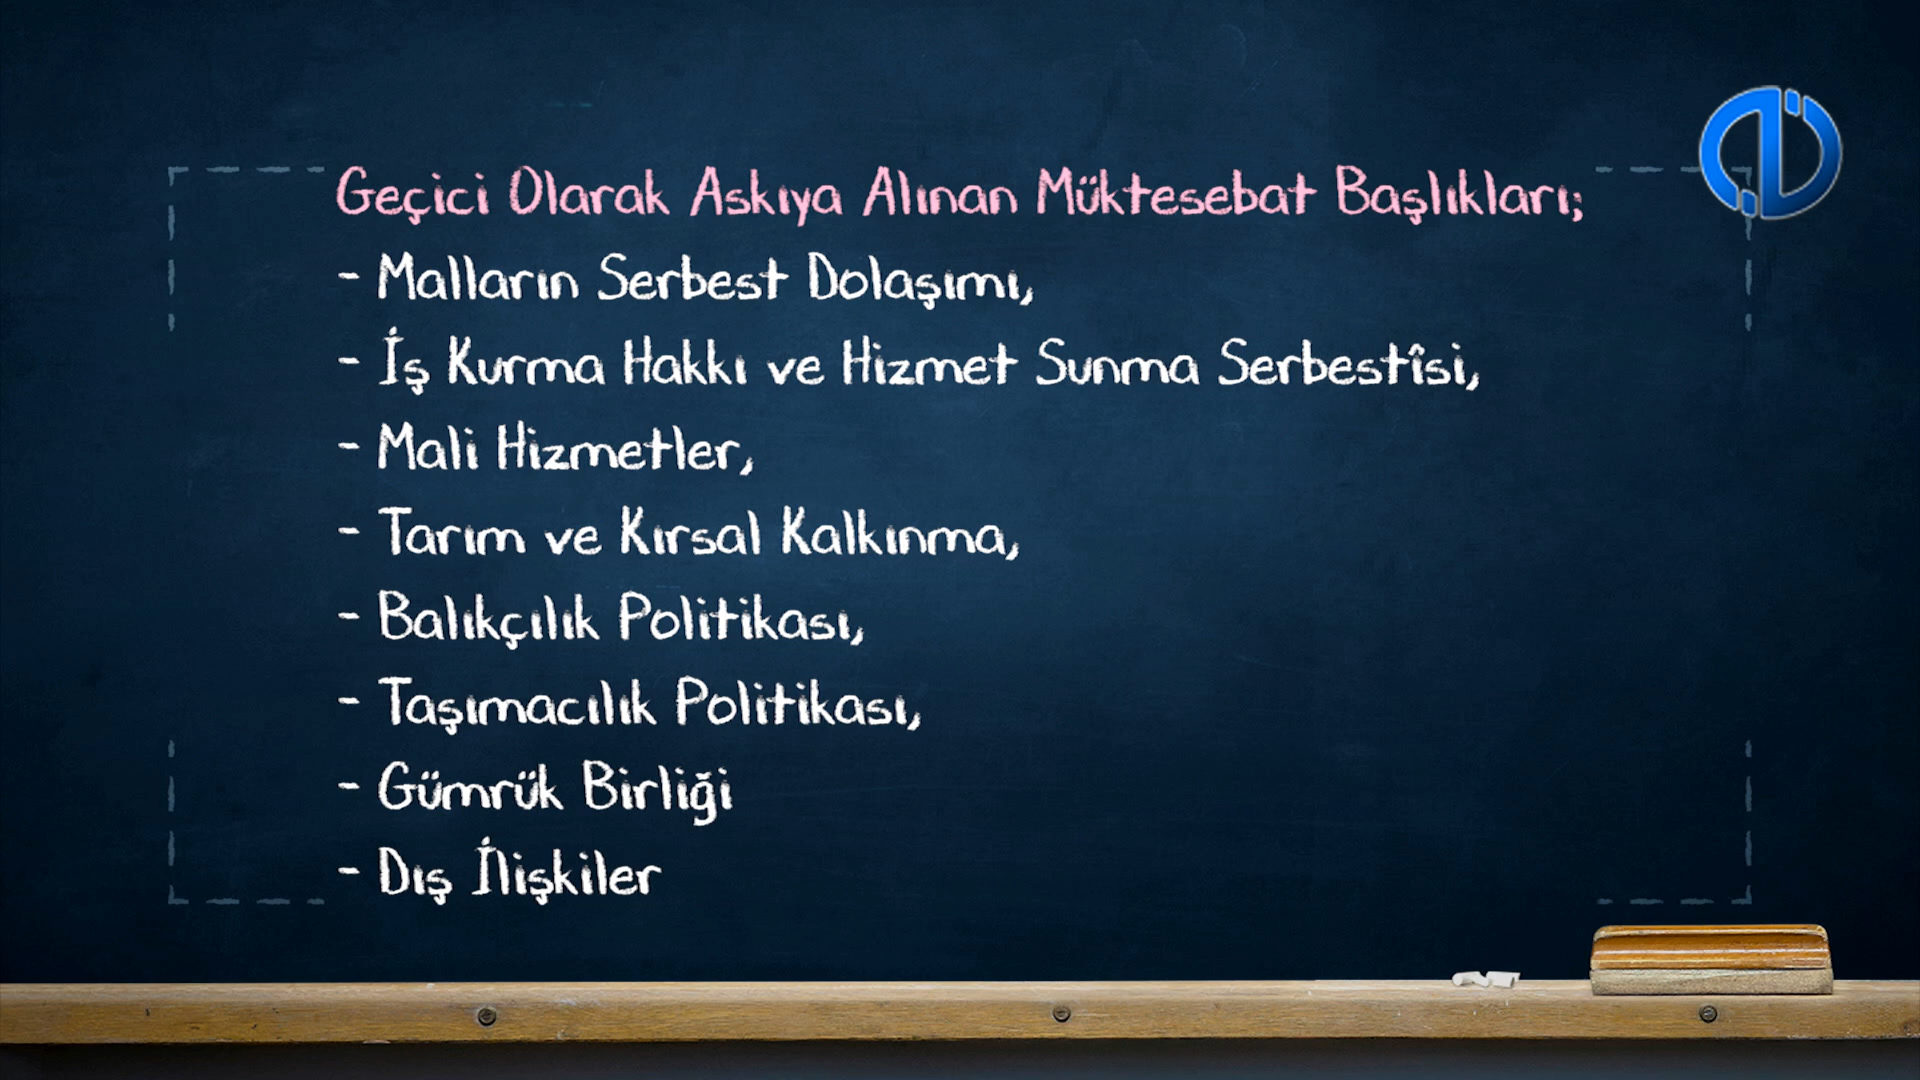 Geçici Olarak Askıya Alınan Müktesebat Başlıkları;
- Malların Serbest Dolaşımı,
- İş Kurma Hakkı ve Hizmet Sunma Serbestîsi,
- Mali Hizmetler,
- Tarım ve Kırsal Kalkınma,
- Balıkçılık Politikası,
- Taşımacılık Politikası,
- Gümrük Birliği
- Dış İlişkiler